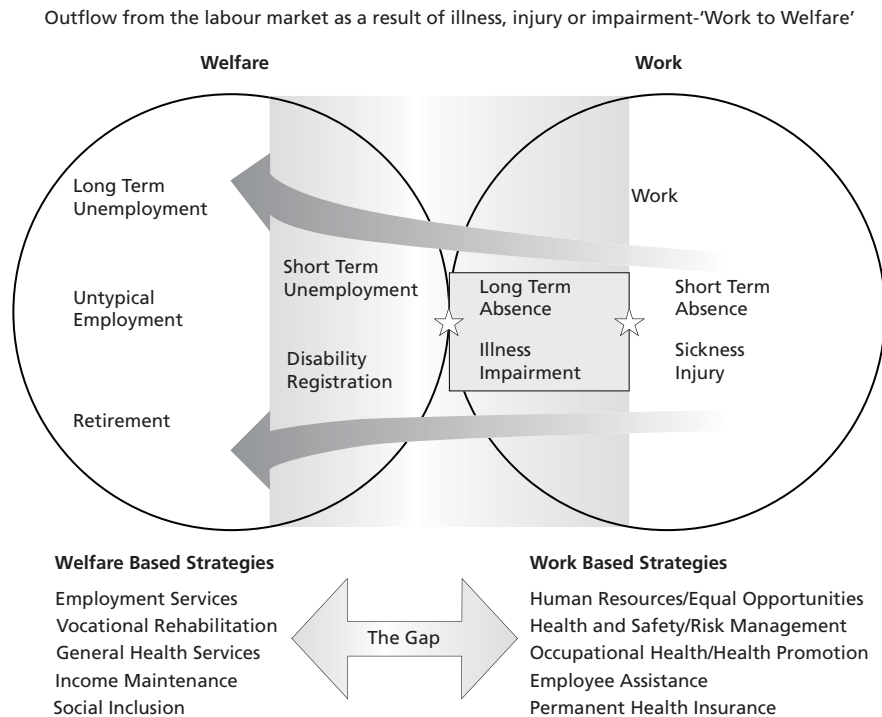 Outflow from the labour market as a result of illness, injury or impairment-‘Work to Welfare’
Welfare
Work
Long Term
Unemployment
Untypical
Employment
Retirement
Short Term
Unemployment
Disability
Registration
Long Term
Absence
Illness
Impairment
Work
Short Term
Absence
Sickness
Injury
Welfare Based Strategies
Employment Services
Vocational Rehabilitation
General Health Services
Income Maintenance
Social Inclusion
The Gap
Work Based Strategies
Human Resources/Equal Opportunities
Health and Safety/Risk Management
Occupational Health/Health Promotion
Employee Assistance
Permanent Health Insurance